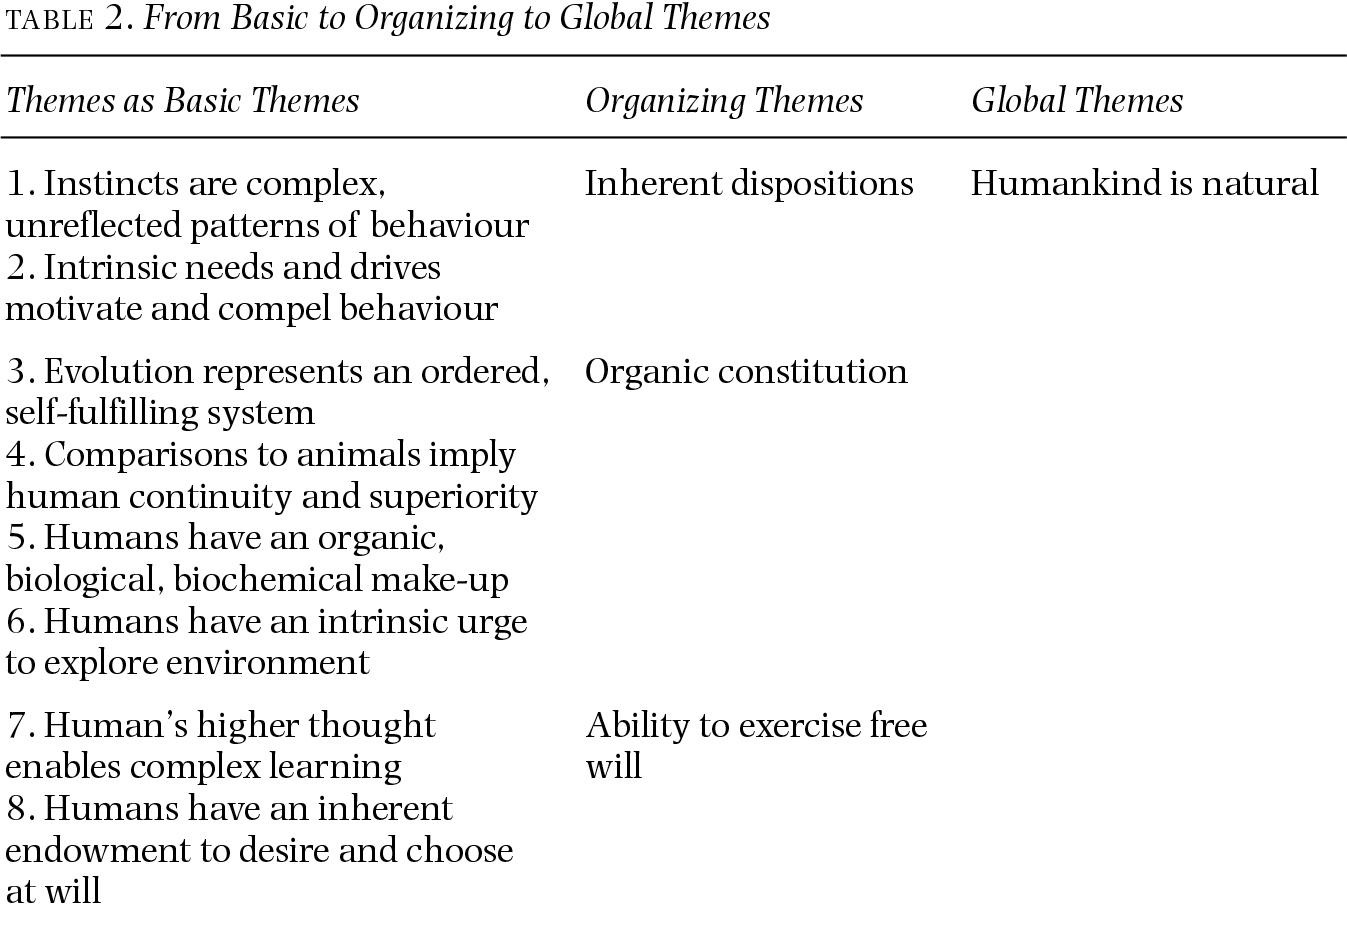 TABLE 2. From Basic to Organizing to Global Themes
Themes as Basic Themes Organizing Themes Global Themes
1. Instincts are complex, Inherent dispositions Humankind is natural
unreflected patterns of behaviour
2. Intrinsic needs and drives
motivate and compel behaviour
3. Evolution represents an ordered, Organic constitution
self-fulfilling system
4. Comparisons to animals imply
human continuity and superiority
5. Humans have an organic,
biological, biochemical make-up
6. Humans have an intrinsic urge
to explore environment
7. Human’s higher thought Ability to exercise free
enables complex learning will
8. Humans have an inherent
endowment to desire and choose
at will